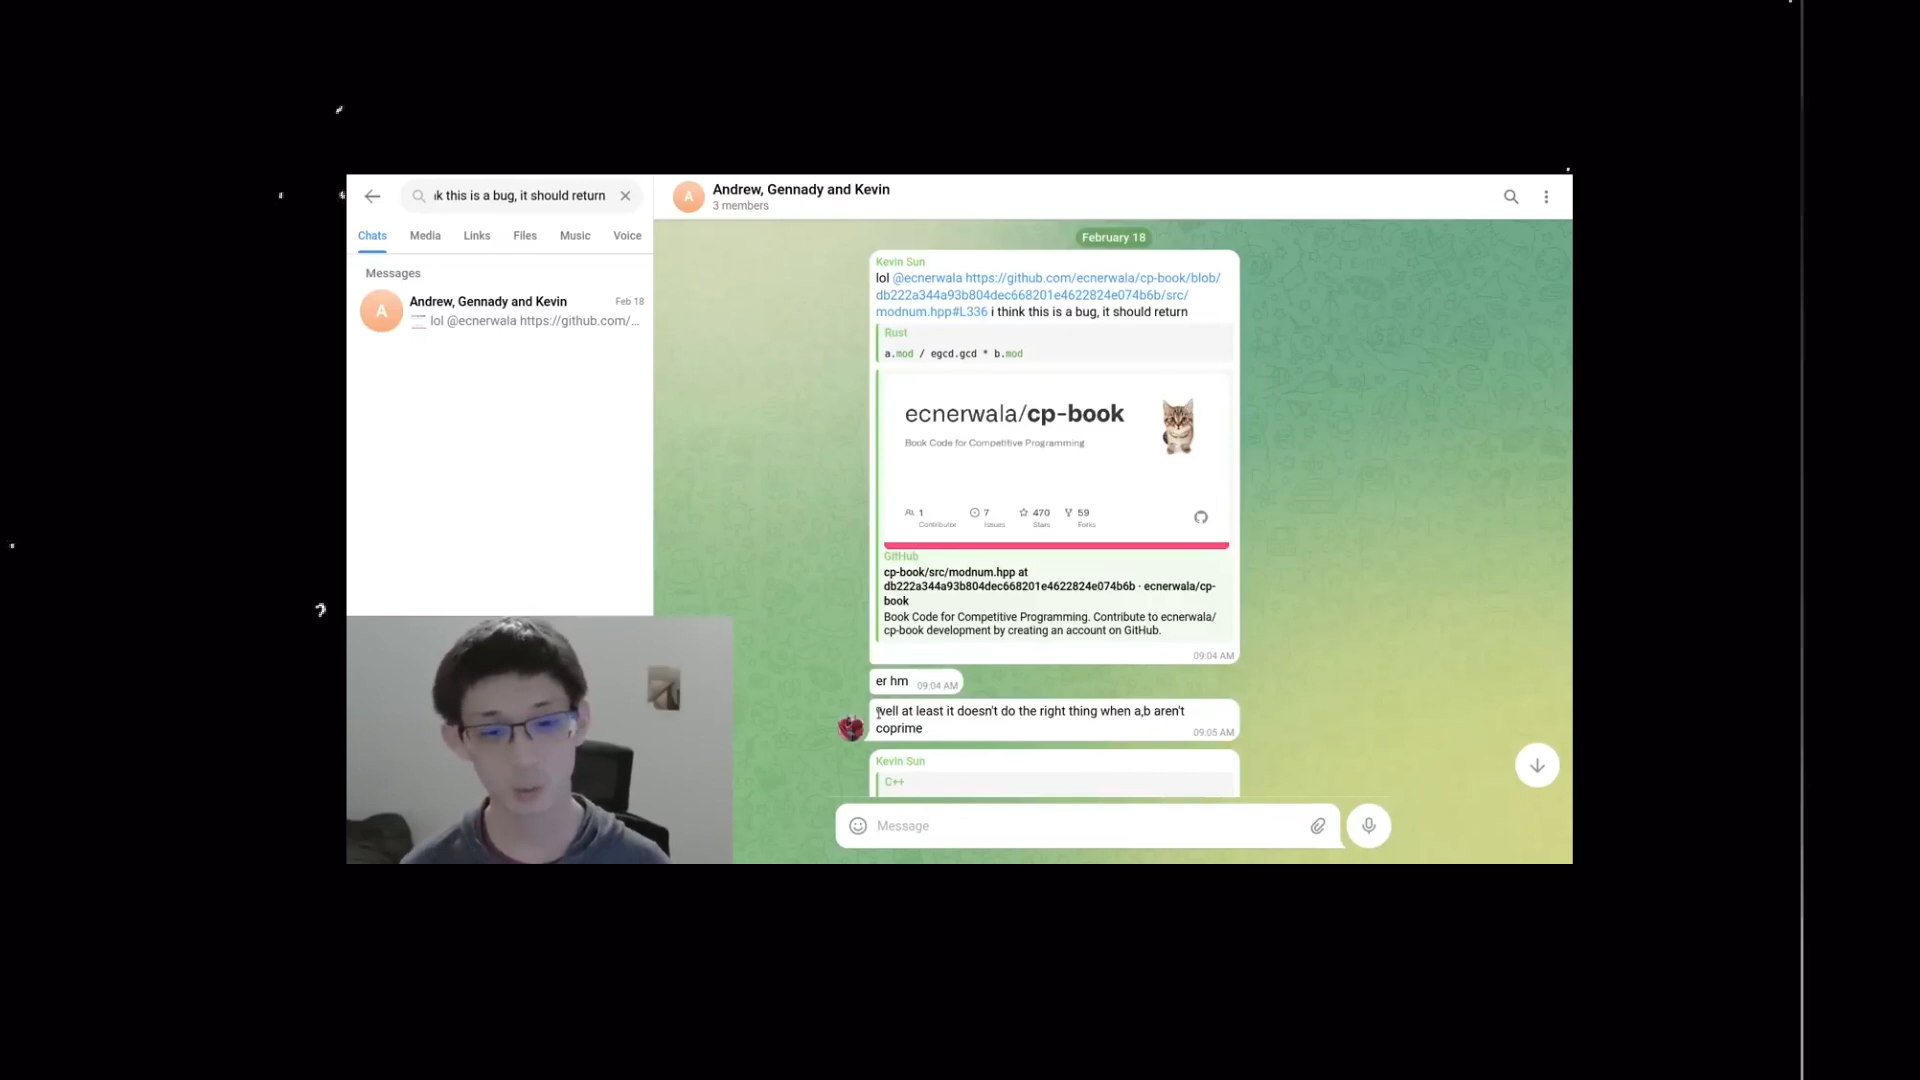 k this is a bug, it should return
Chats Media Links Files Music Voice
Messages
A Andrew, Gennady and Kevin Feb 18
lol @ecnerwala https://github.com/...
A Andrew, Gennady and Kevin
3 members
February 18
Kevin Sun
lol @ecnerwala https://github.com/ecnerwala/cp-book/blob/
db222a344a93b804dec668201e4622824e074b6b/src/
modnum.hpp#L336 i think this is a bug, it should return
Rust
a.mod / egcd.gcd * b.mod
ecnerwala/cp-book
Book Code for Competitive Programming
1 7 470 59
Contributor Issues Stars Forks
GitHub
cp-book/src/modnum.hpp at
db222a344a93b804dec668201e4622824e074b6b · ecnerwala/cp-
book
Book Code for Competitive Programming. Contribute to ecnerwala/
cp-book development by creating an account on GitHub.
09:04 AM
er hm 09:04 AM
well at least it doesn't do the right thing when a,b aren't
coprime 09:05 AM
Kevin Sun
C++
Message
?